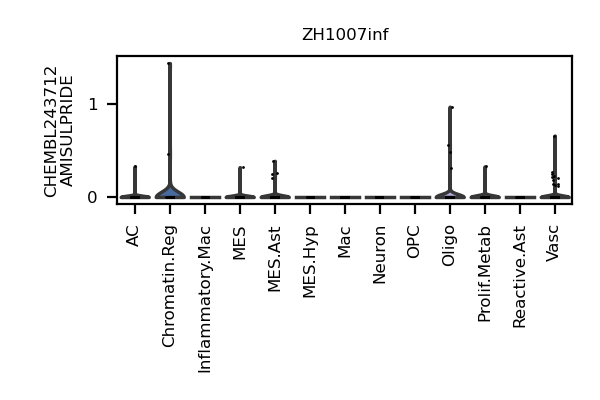 ZH1007inf
CHEMBL243712
AMISULPRIDE
1
0
AC
Chromatin.Reg
Inflammatory.Mac
MES
MES.Ast
MES.Hyp
Mac
Neuron
OPC
Oligo
Prolif.Metab
Reactive.Ast
Vasc